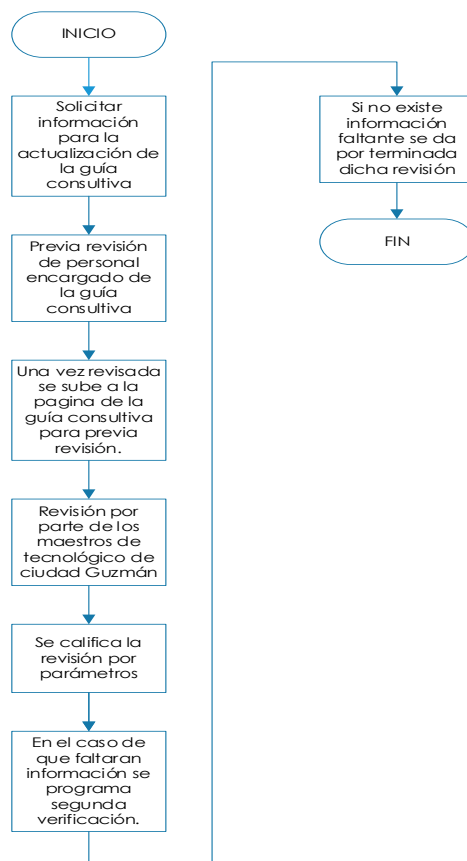 INICIO
Solicitar
información
para la
actualización de
la guía
consultiva
Previa revisión
de personal
encargado de
la guía
consultiva
Una vez revisada
se sube a la
pagina de la
guía consultiva
para previa
revisión.
Revisión por
parte de los
maestros de
tecnológico de
ciudad Guzmán
Se califica la
revisión por
parámetros
En el caso de
que faltaran
información se
programa
segunda
verificación.
Si no existe
información
faltante se da
por terminada
dicha revisión
FIN